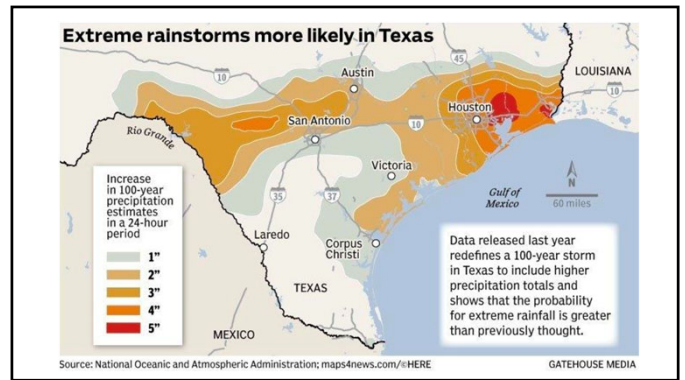 Extreme rainstorms more likely in Texas
45
LOUISIANA
10
Austin
10
Houston
San Antonio
Rio Grande
10
Victoria
Increase
in 100-year
precipitation
estimates
in a 24-hour
period
1"
2"
3"
4"
5"
35
37
Gulf of
Mexico
N
60 miles
Laredo
Corpus
Christi
TEXAS
MEXICO
Data released last year
redefines a 100-year storm
in Texas to include higher
precipitation totals and
shows that the probability
for extreme rainfall is greater
than previously thought.
Source: National Oceanic and Atmospheric Administration; maps4news.com/©HERE
GATEHOUSE MEDIA